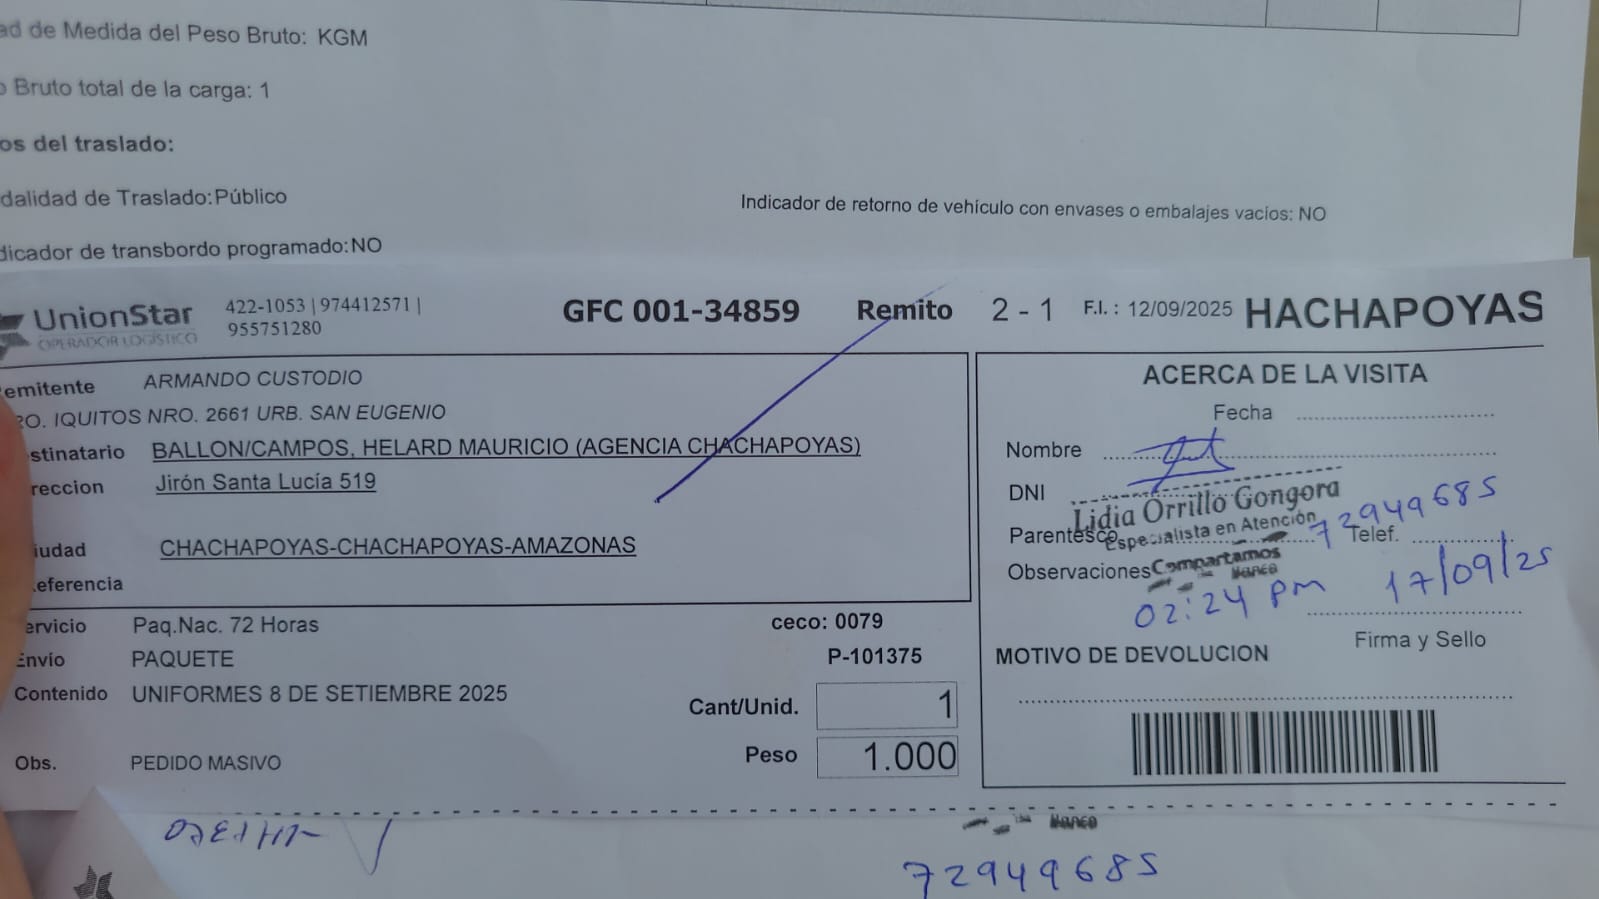 ad de Medida del Peso Bruto: KGM
o Bruto total de la carga: 1
os del traslado:
dalidad de Traslado:Público
Indicador de retorno de vehículo con envases o embalajes vacíos: NO
dicador de transbordo programado:NO
UnionStar
OPERADOR LOGÍSTICO
422-1053 | 974412571 |
955751280
GFC 001-34859
Remito
2 - 1
F.I. : 12/09/2025
HACHAPOYAS
emitente ARMANDO CUSTODIO
RO. IQUITOS NRO. 2661 URB. SAN EUGENIO
stinatario BALLON/CAMPOS, HELARD MAURICIO (AGENCIA CHACHAPOYAS)
reccion Jirón Santa Lucía 519
iudad CHACHAPOYAS-CHACHAPOYAS-AMAZONAS
eferencia
ervicio Paq.Nac. 72 Horas
ceco: 0079
Envío PAQUETE
P-101375
Contenido UNIFORMES 8 DE SETIEMBRE 2025
Cant/Unid. 1
Peso 1.000
Obs. PEDIDO MASIVO
ACERCA DE LA VISITA
Fecha
Nombre
DNI
Lidia Orrillo Gongora
72949685
Parentesco
Especialista en Atención
Telef.
Observaciones
Compartamos
Banco
02:24 pm 17/09/25
Firma y Sello
MOTIVO DE DEVOLUCION
Banco
72949685